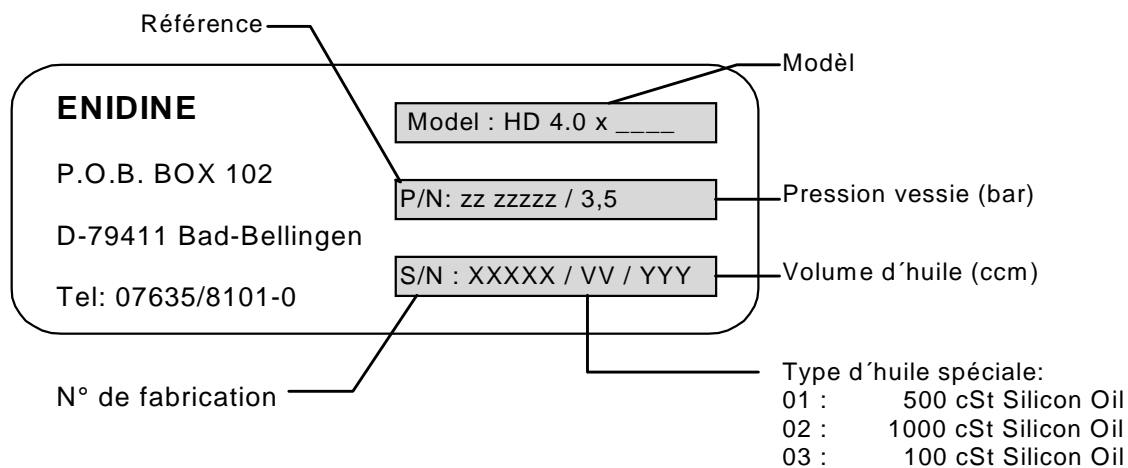 Référence
Modèl
ENIDINE
Model : HD 4.0 x ____
P.O.B. BOX 102
P/N: zz zzzzz / 3,5
Pression vessie (bar)
D-79411 Bad-Bellingen
S/N : XXXXX / VV / YYY
Volume d´huile (ccm)
Tel: 07635/8101-0
N° de fabrication
Type d´huile spéciale:
01 : 500 cSt Silicon Oil
02 : 1000 cSt Silicon Oil
03 : 100 cSt Silicon Oil